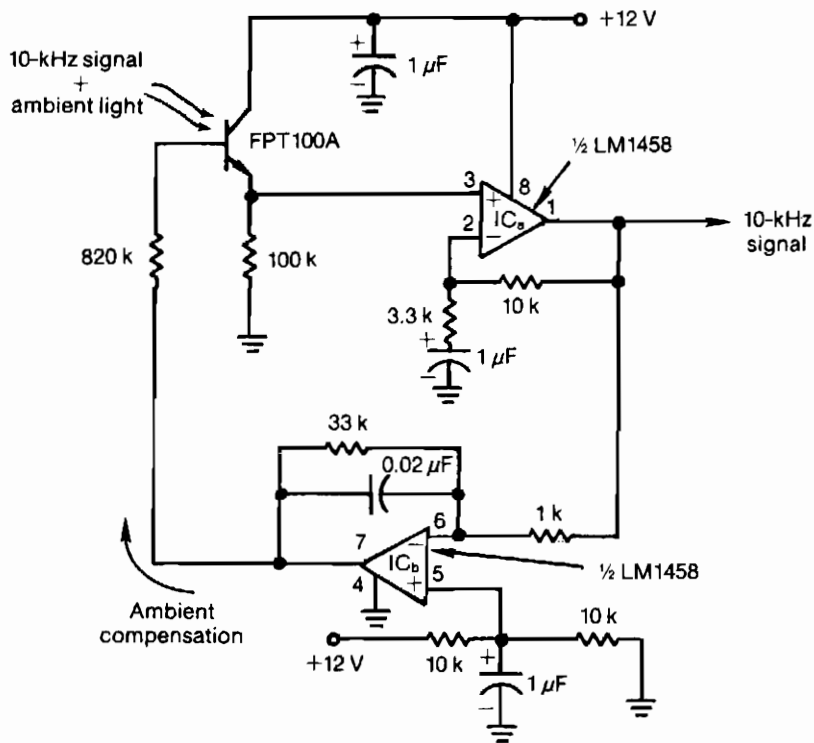 +12 V
10-kHz signal
+
ambient light
+
1 µF
−
FPT100A
½ LM1458
3
+
8
1
ICa
2
−
10-kHz
signal
820 k
100 k
10 k
3.3 k
+
1 µF
−
33 k
0.02 µF
1 k
7
6
−
ICb
4
+
5
½ LM1458
Ambient
compensation
+12 V
10 k
10 k
+
1 µF
−